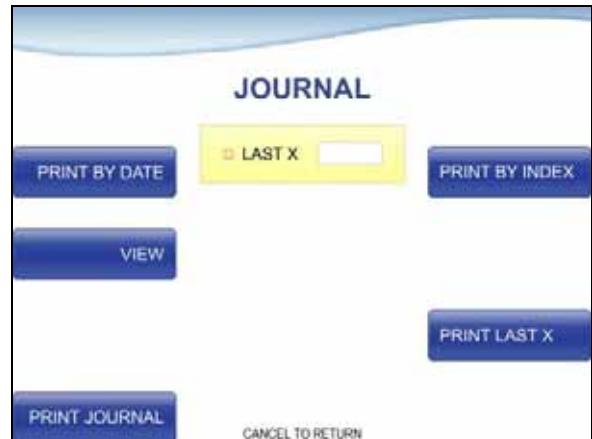 JOURNAL
LAST X
PRINT BY DATE
PRINT BY INDEX
VIEW
PRINT LAST X
PRINT JOURNAL
CANCEL TO RETURN